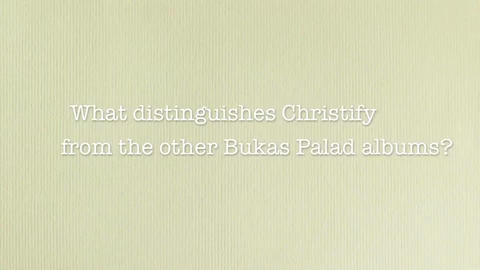 What distinguishes Christify
from the other Bukas Palad albums?